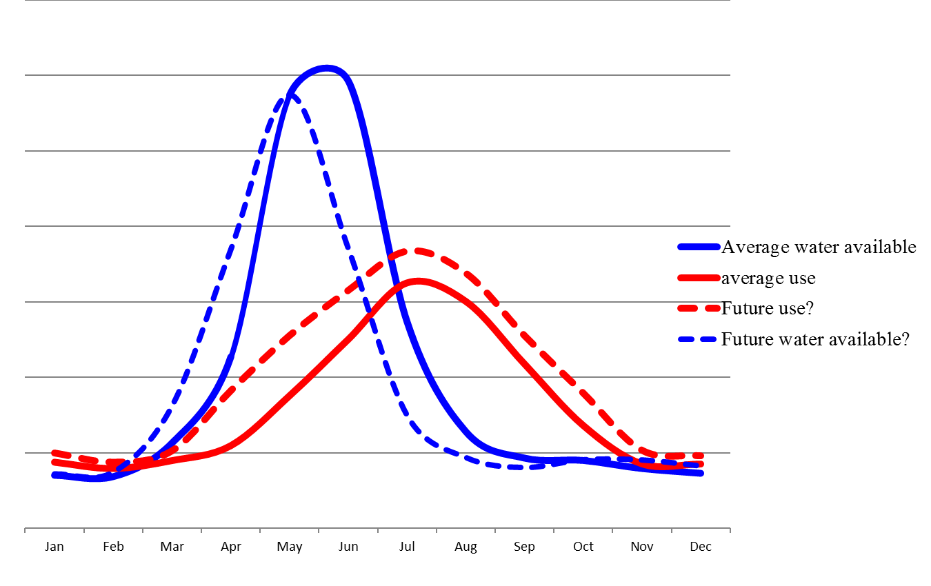 Average water available
average use
Future use?
Future water available?
Jan Feb Mar Apr May Jun Jul Aug Sep Oct Nov Dec